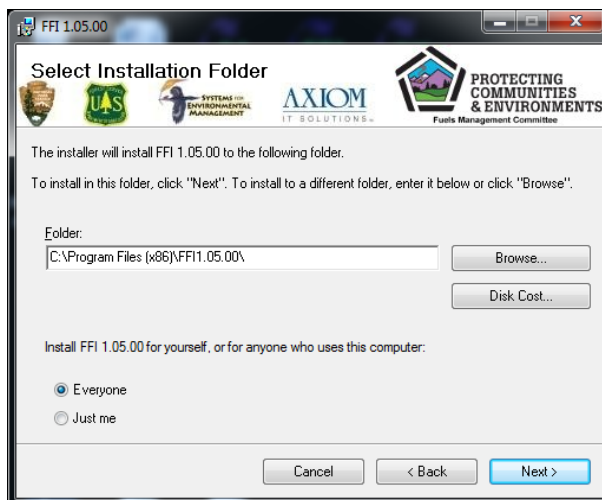 FFI 1.05.00
Select Installation Folder
UAS
SYSTEMS FOR
ENVIRONMENTAL
MANAGEMENT
AXIOM
IT SOLUTIONS
PROTECTING
COMMUNITIES
& ENVIRONMENTS
Fuels Management Committee
The installer will install FFI 1.05.00 to the following folder.
To install in this folder, click "Next". To install to a different folder, enter it below or click "Browse".
Folder:
C:\Program Files (x86)\FFI1.05.00\
Browse...
Disk Cost...
Install FFI 1.05.00 for yourself, or for anyone who uses this computer:
Everyone
Just me
Cancel
< Back
Next >